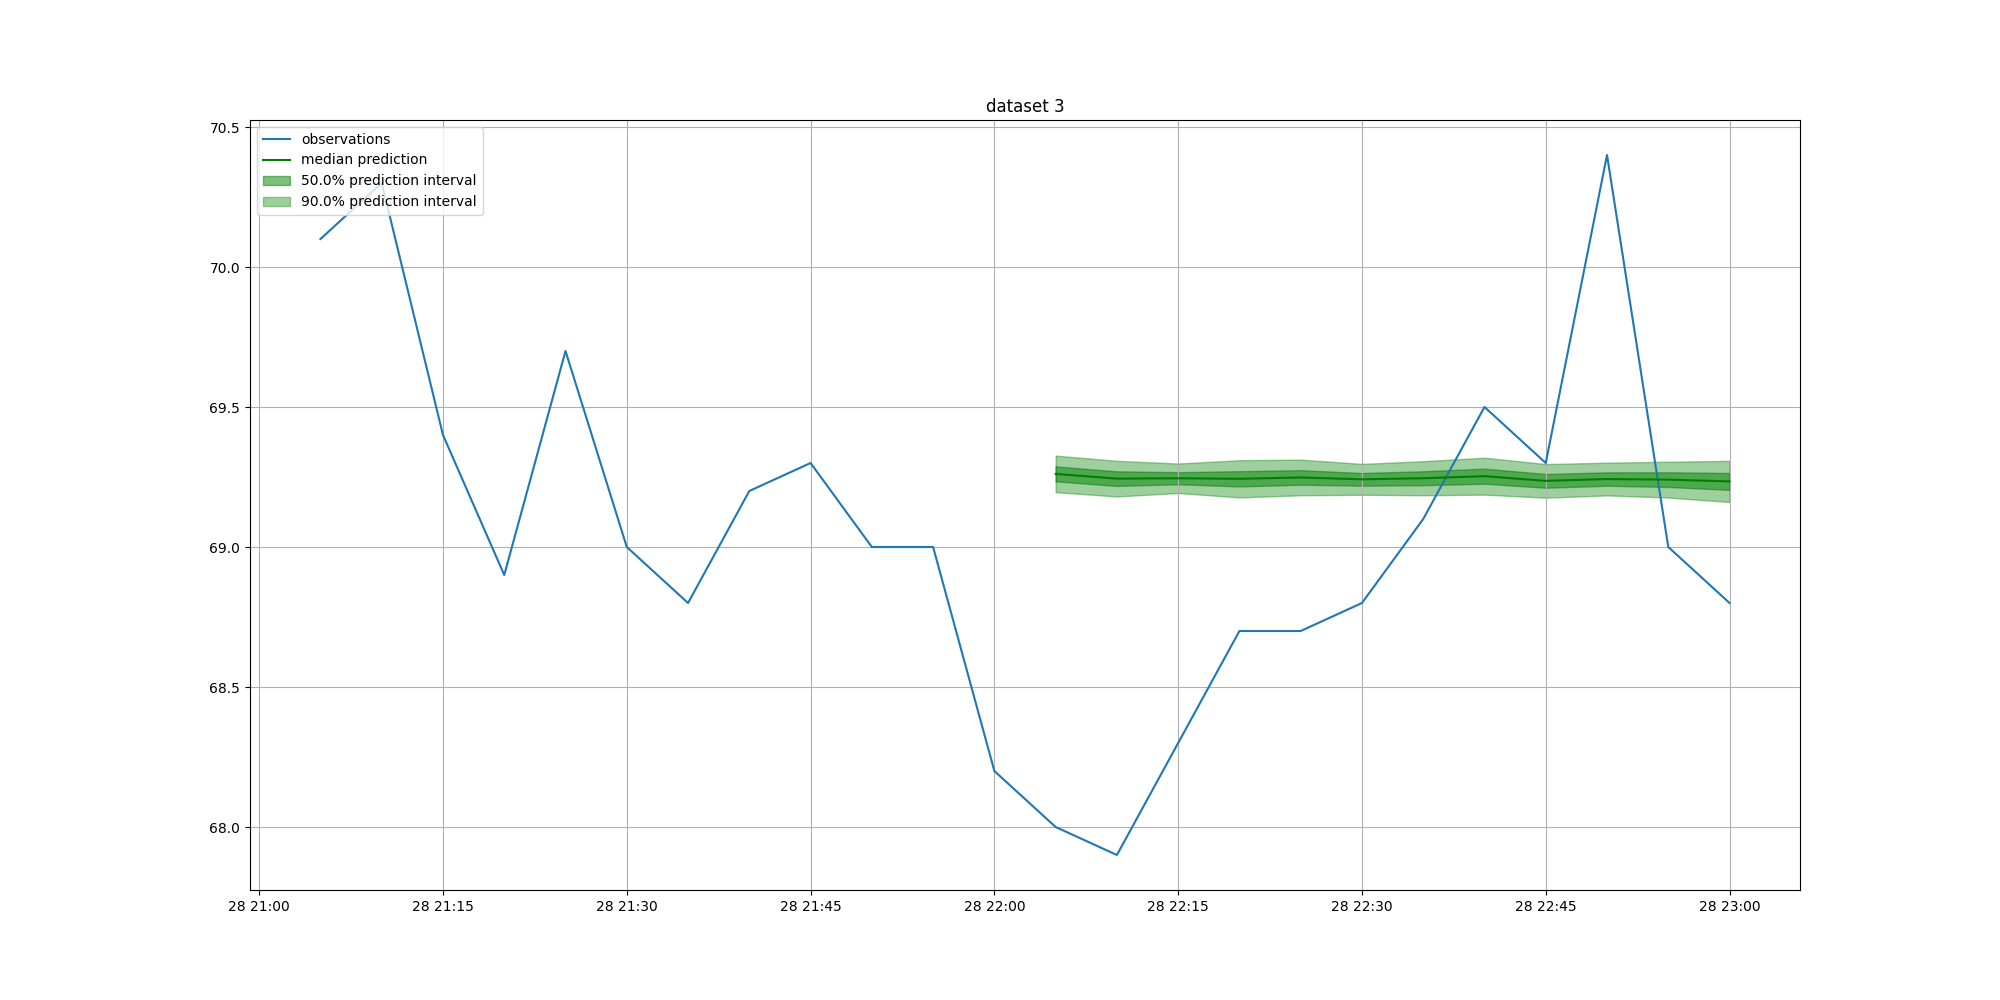 dataset 3
observations
median prediction
50.0% prediction interval
90.0% prediction interval
70.5
70.0
69.5
69.0
68.5
68.0
28 21:00 28 21:15 28 21:30 28 21:45 28 22:00 28 22:15 28 22:30 28 22:45 28 23:00